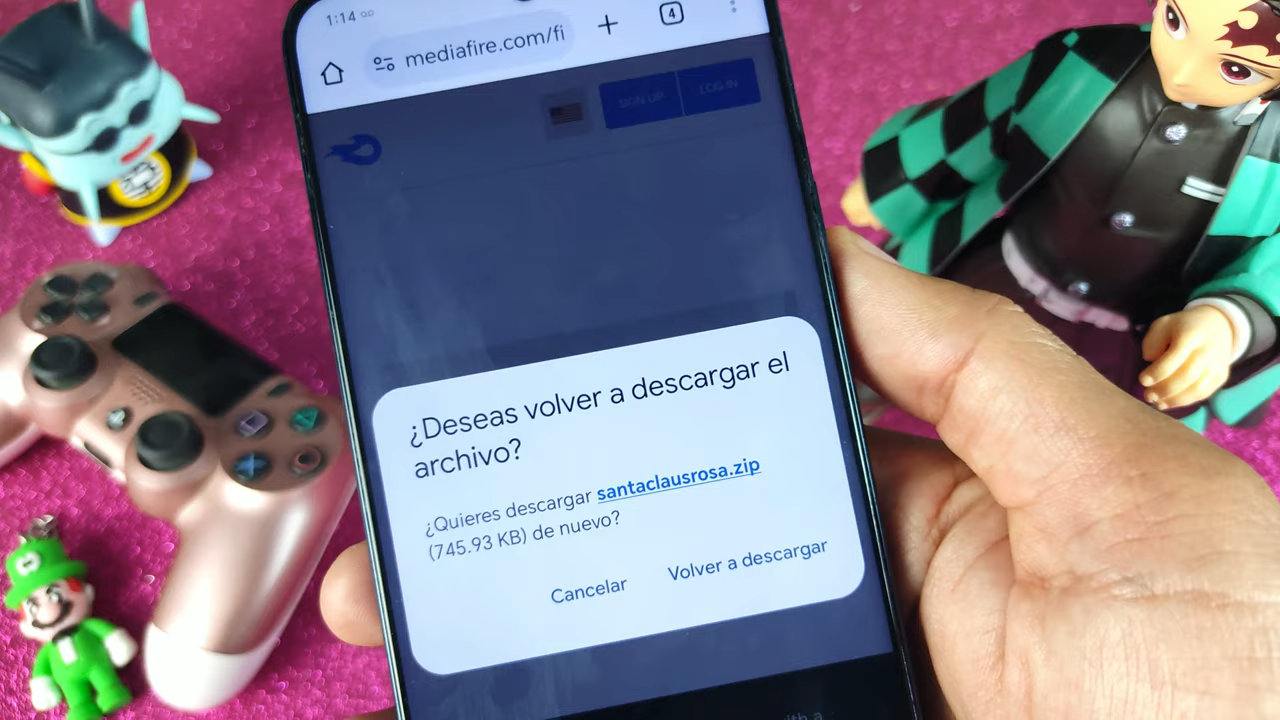 1:14
mediafire.com/fi
4
SIGN UP
LOG IN
¿Deseas volver a descargar el
archivo?
¿Quieres descargar santaclausrosa.zip
(745.93 KB) de nuevo?
Cancelar
Volver a descargar